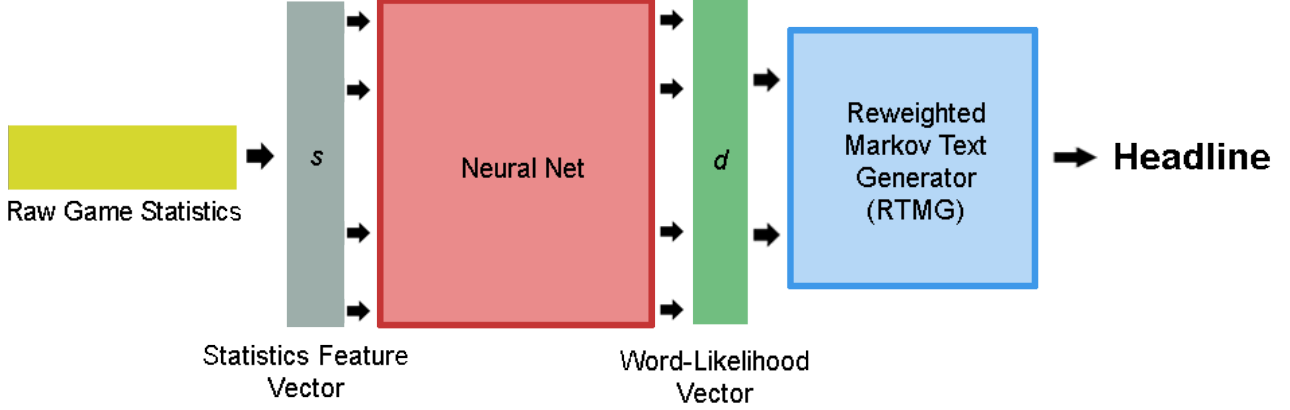 Raw Game Statistics
s
Statistics Feature
Vector
Neural Net
d
Word-Likelihood
Vector
Reweighted
Markov Text
Generator
(RTMG)
Headline